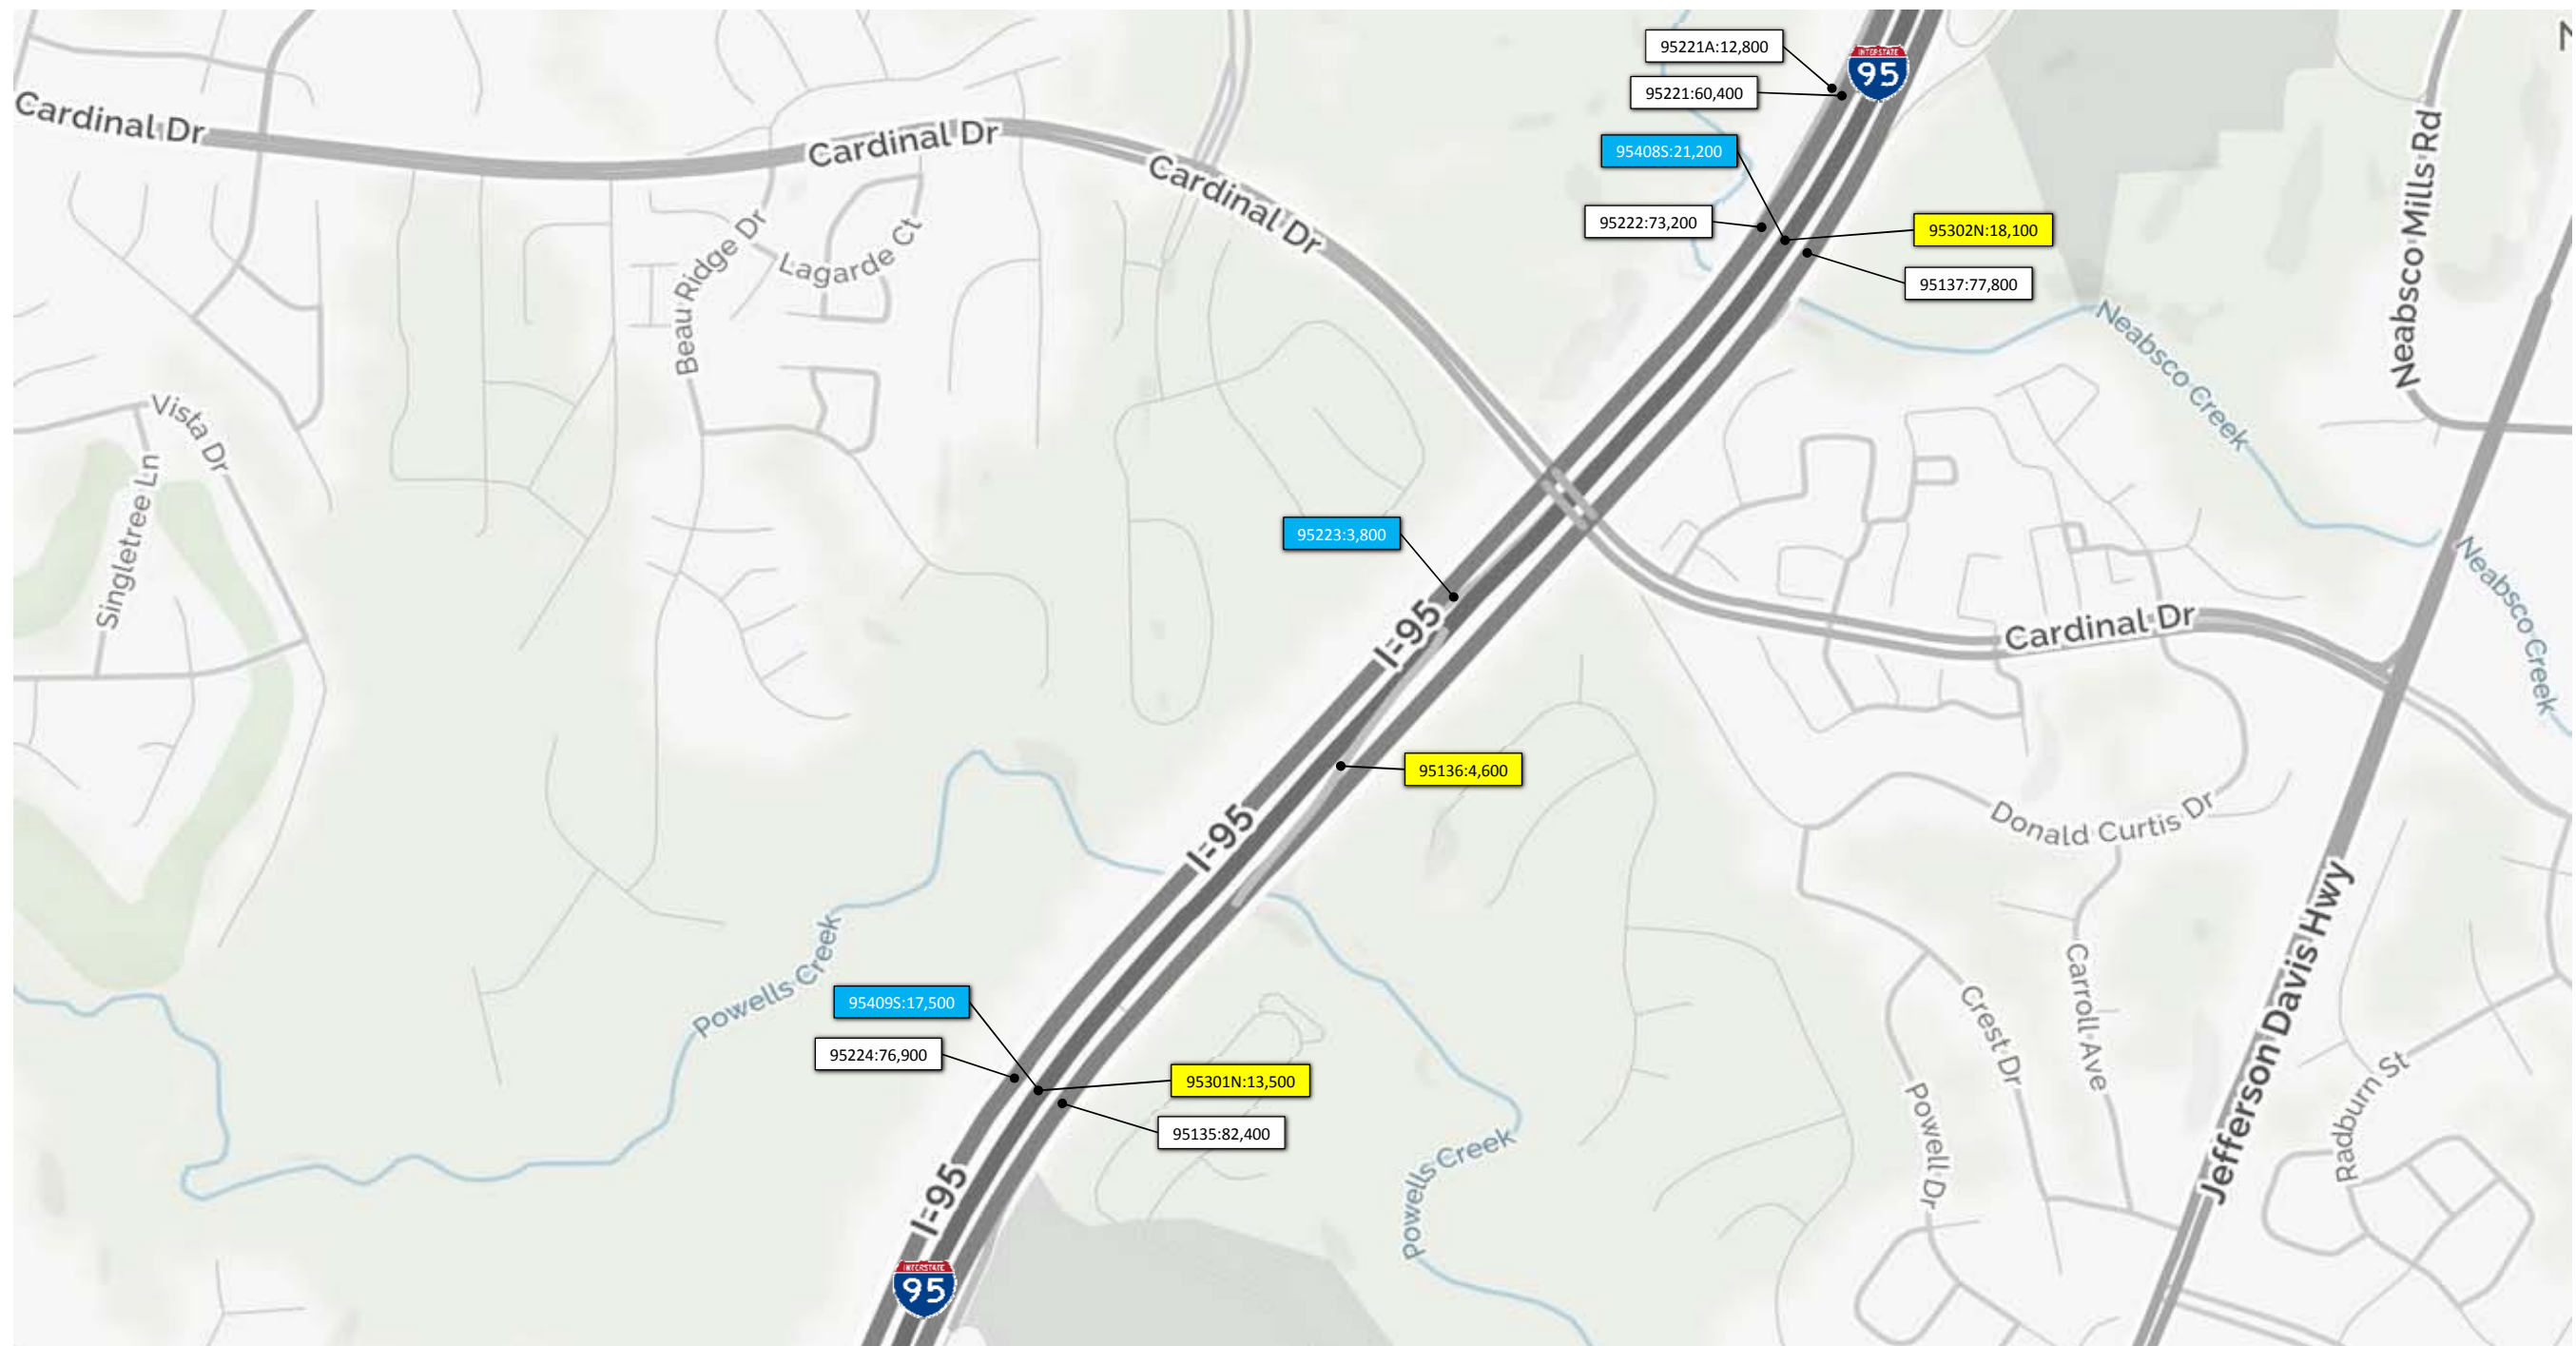 95221A:12,800
INTERSTATE
95
95221:60,400
Cardinal Dr
Cardinal Dr
Cardinal Dr
95408S:21,200
Neabsco Mills Rd
95222:73,200
95302N:18,100
95137:77,800
Beau Ridge Dr
Lagarde Ct
Neabsco Creek
Vista Dr
Singletree Ln
95223:3,800
Neabsco Creek
I-95
Cardinal Dr
95136:4,600
I-95
Donald Curtis Dr
Powells Creek
95409S:17,500
95224:76,900
95301N:13,500
95135:82,400
Crest Dr
Carroll Ave
Jefferson Davis Hwy
Powell Dr
Radburn St
Powells Creek
I-95
INTERSTATE
95